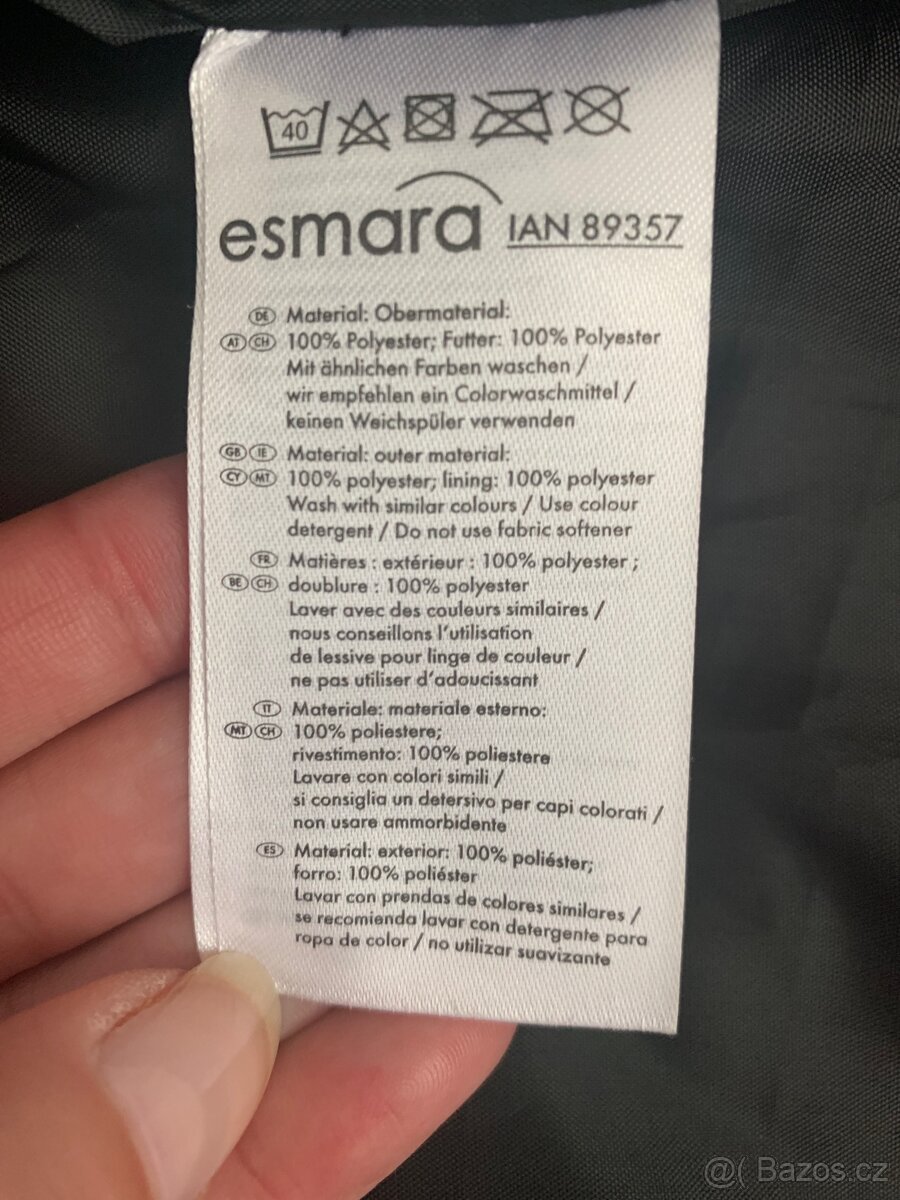 40
esmara IAN 89357
DE Material: Obermaterial:
AT CH 100% Polyester; Futter: 100% Polyester
Mit ähnlichen Farben waschen /
wir empfehlen ein Colorwaschmittel /
keinen Weichspüler verwenden
GB IE Material: outer material:
CY MT 100% polyester; lining: 100% polyester
Wash with similar colours / Use colour
detergent / Do not use fabric softener
FR Matières : extérieur : 100% polyester ;
BE CH doublure : 100% polyester
Laver avec des couleurs similaires /
nous conseillons l'utilisation
de lessive pour linge de couleur /
ne pas utiliser d'adoucissant
IT Materiale: materiale esterno:
MT CH 100% poliestere;
rivestimento: 100% poliestere
Lavare con colori simili /
si consiglia un detersivo per capi colorati /
non usare ammorbidente
ES Material: exterior: 100% poliéster;
forro: 100% poliéster
Lavar con prendas de colores similares /
se recomienda lavar con detergente para
ropa de color / no utilizar suavizante
@( Bazos.cz